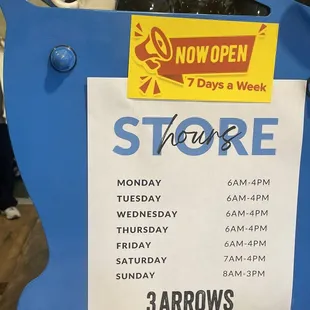 NOW OPEN
7 Days a Week
STORE
hours
MONDAY 6AM-4PM
TUESDAY 6AM-4PM
WEDNESDAY 6AM-4PM
THURSDAY 6AM-4PM
FRIDAY 6AM-4PM
SATURDAY 7AM-4PM
SUNDAY 8AM-3PM
3 ARROWS